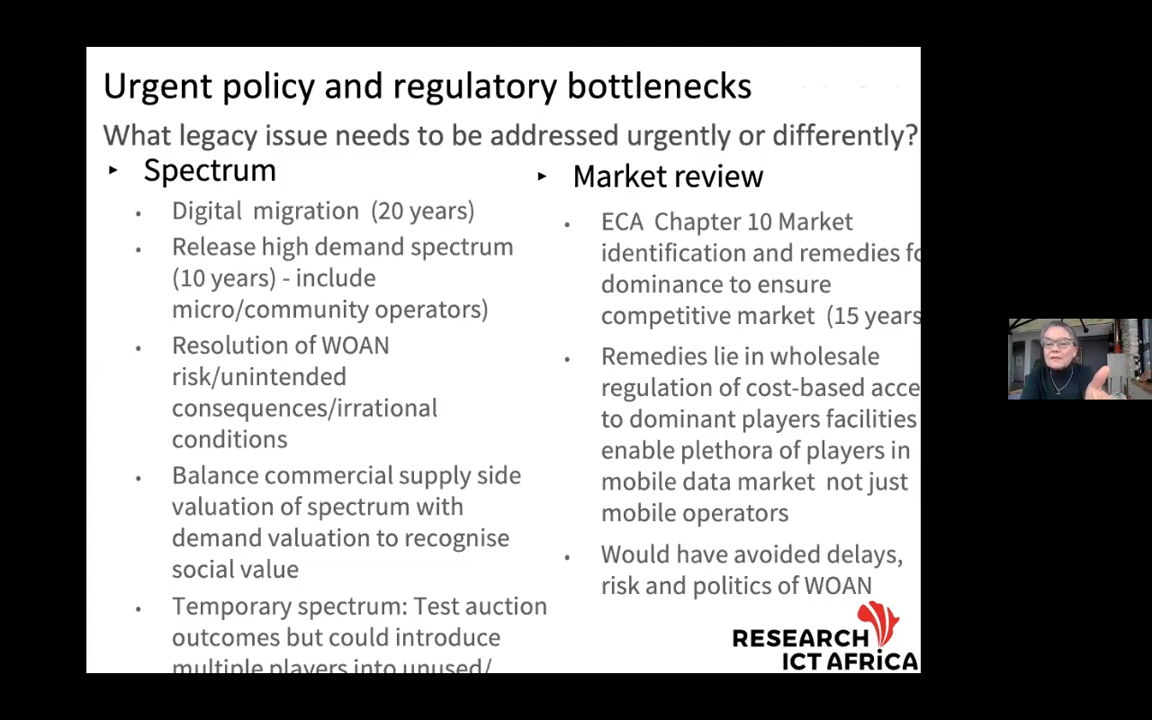 Urgent policy and regulatory bottlenecks
What legacy issue needs to be addressed urgently or differently?
▸ Spectrum
• Digital migration (20 years)
• Release high demand spectrum
(10 years) - include
micro/community operators)
• Resolution of WOAN
risk/unintended
consequences/irrational
conditions
• Balance commercial supply side
valuation of spectrum with
demand valuation to recognise
social value
• Temporary spectrum: Test auction
outcomes but could introduce
multiple players into unused/
▸ Market review
• ECA Chapter 10 Market
identification and remedies fo
dominance to ensure
competitive market (15 years
• Remedies lie in wholesale
regulation of cost-based acce
to dominant players facilities
enable plethora of players in
mobile data market not just
mobile operators
• Would have avoided delays,
risk and politics of WOAN
RESEARCH
ICT AFRICA